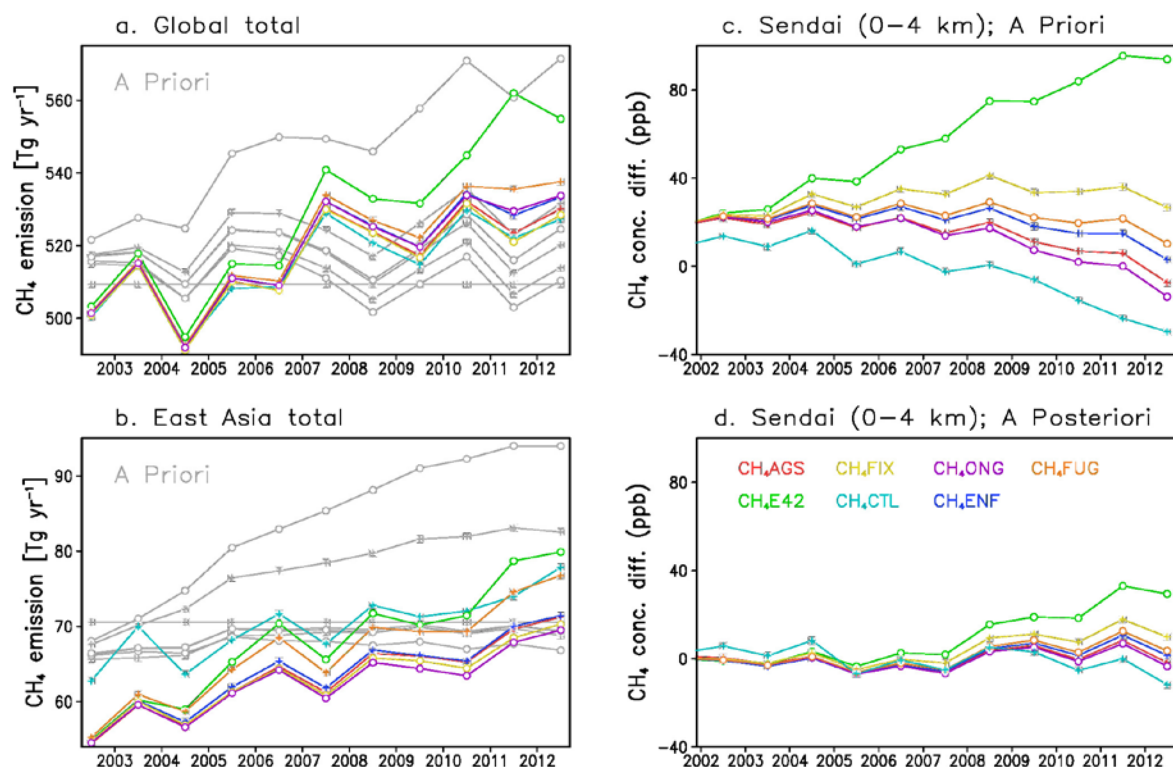 a. Global total
A Priori
CH₄ emission [Tg yr⁻¹]
560
540
520
500
2003 2004 2005 2006 2007 2008 2009 2010 2011 2012
c. Sendai (0−4 km); A Priori
CH₄ conc. diff. (ppb)
80
40
0
−40
2002 2003 2004 2005 2006 2007 2008 2009 2010 2011 2012
b. East Asia total
A Priori
CH₄ emission [Tg yr⁻¹]
90
80
70
60
2003 2004 2005 2006 2007 2008 2009 2010 2011 2012
d. Sendai (0−4 km); A Posteriori
CH₄AGS CH₄FIX CH₄ONG CH₄FUG
CH₄E42 CH₄CTL CH₄ENF
CH₄ conc. diff. (ppb)
80
40
0
−40
2002 2003 2004 2005 2006 2007 2008 2009 2010 2011 2012